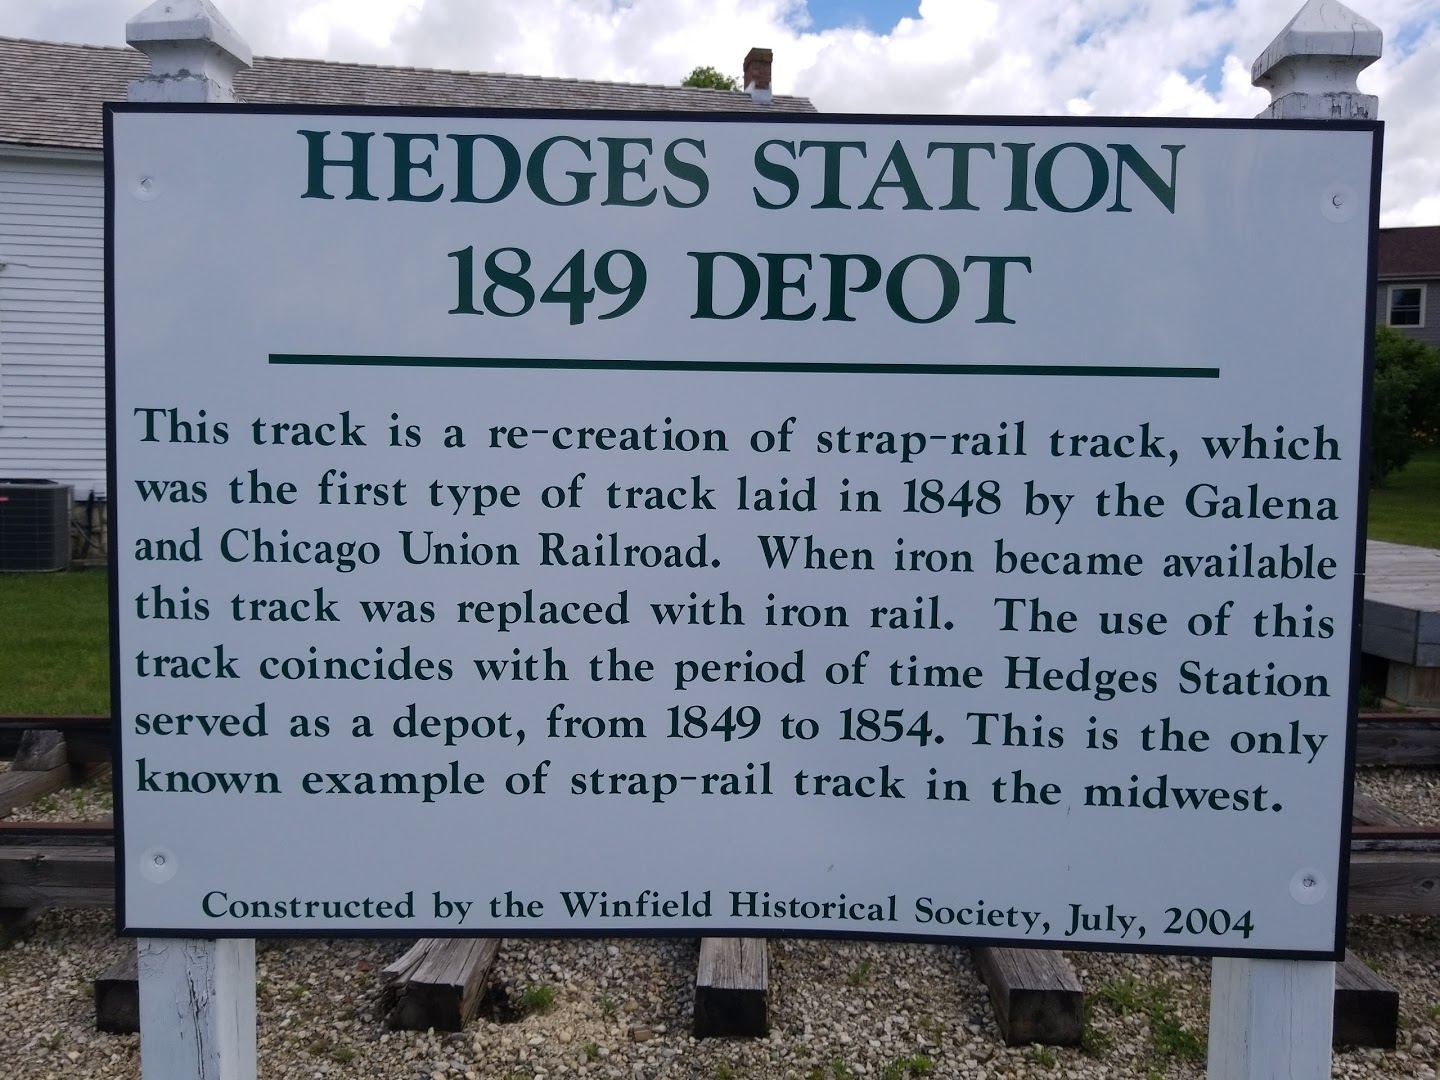 HEDGES STATION
1849 DEPOT
This track is a re-creation of strap-rail track, which
was the first type of track laid in 1848 by the Galena
and Chicago Union Railroad. When iron became available
this track was replaced with iron rail. The use of this
track coincides with the period of time Hedges Station
served as a depot, from 1849 to 1854. This is the only
known example of strap-rail track in the midwest.
Constructed by the Winfield Historical Society, July, 2004